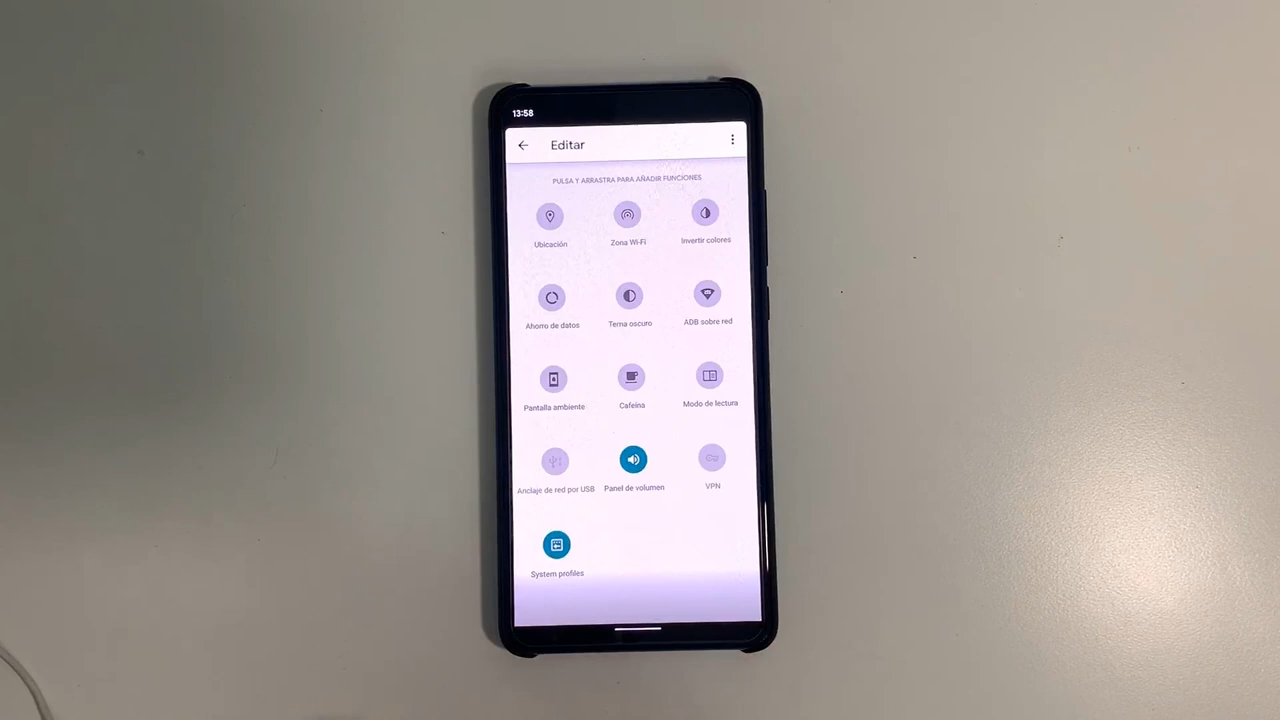 13:58
Editar
PULSA Y ARRASTRA PARA AÑADIR FUNCIONES
Ubicación
Zona Wi-Fi
Invertir colores
Ahorro de datos
Tema oscuro
ADB sobre red
Pantalla ambiente
Cafeína
Modo de lectura
Anclaje de red por USB
Panel de volumen
VPN
System profiles